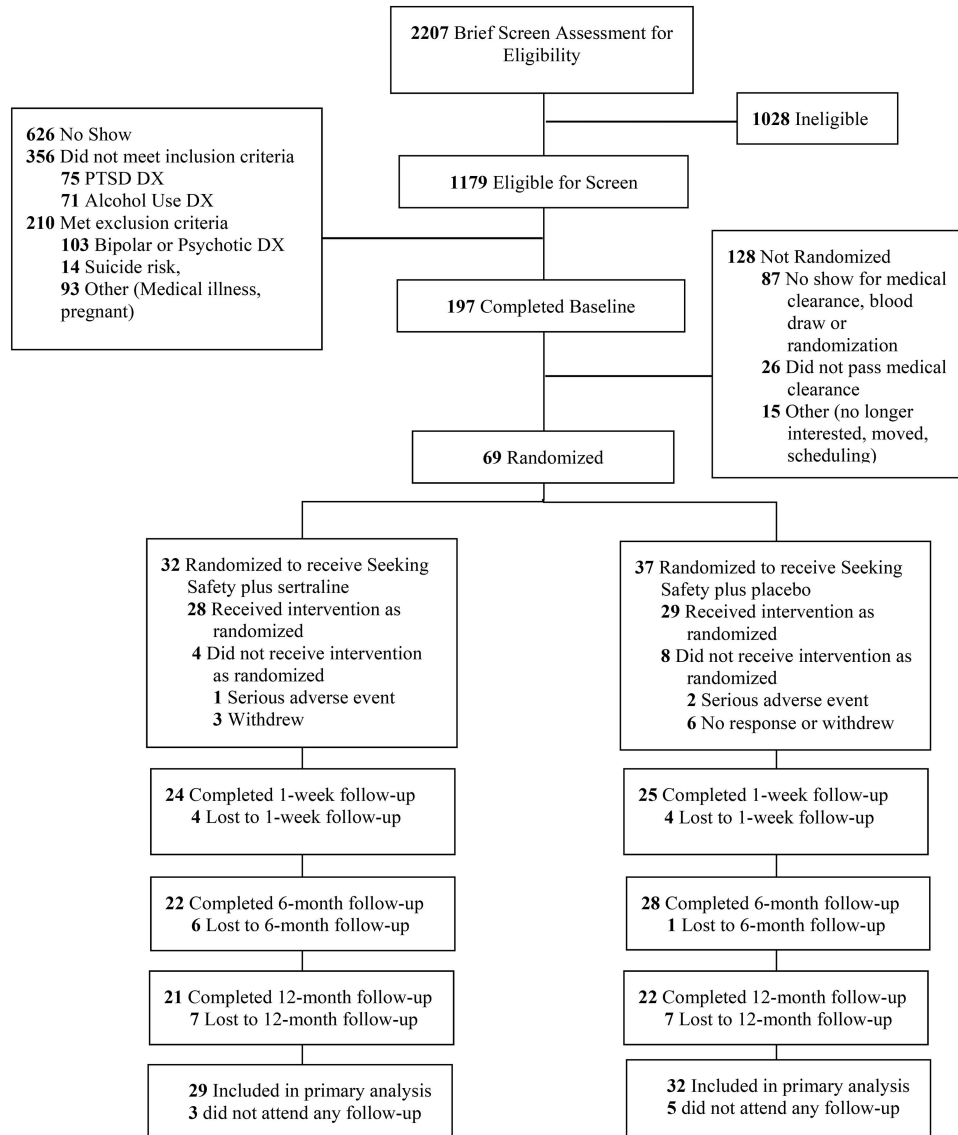 2207 Brief Screen Assessment for
Eligibility
1028 Ineligible
626 No Show
356 Did not meet inclusion criteria
75 PTSD DX
71 Alcohol Use DX
210 Met exclusion criteria
103 Bipolar or Psychotic DX
14 Suicide risk,
93 Other (Medical illness,
pregnant)
1179 Eligible for Screen
128 Not Randomized
87 No show for medical
clearance, blood
draw or
randomization
26 Did not pass medical
clearance
15 Other (no longer
interested, moved,
scheduling)
197 Completed Baseline
69 Randomized
32 Randomized to receive Seeking
Safety plus sertraline
28 Received intervention as
randomized
4 Did not receive intervention
as randomized
1 Serious adverse event
3 Withdrew
37 Randomized to receive Seeking
Safety plus placebo
29 Received intervention as
randomized
8 Did not receive intervention as
randomized
2 Serious adverse event
6 No response or withdrew
24 Completed 1-week follow-up
4 Lost to 1-week follow-up
25 Completed 1-week follow-up
4 Lost to 1-week follow-up
22 Completed 6-month follow-up
6 Lost to 6-month follow-up
28 Completed 6-month follow-up
1 Lost to 6-month follow-up
21 Completed 12-month follow-up
7 Lost to 12-month follow-up
22 Completed 12-month follow-up
7 Lost to 12-month follow-up
29 Included in primary analysis
3 did not attend any follow-up
32 Included in primary analysis
5 did not attend any follow-up